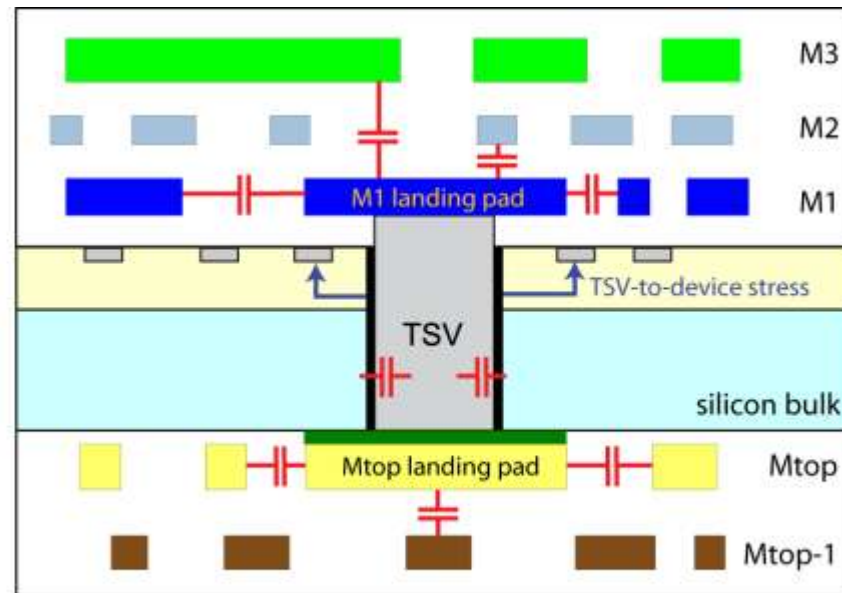 M3
M2
M1 landing pad
M1
TSV-to-device stress
TSV
silicon bulk
Mtop landing pad
Mtop
Mtop-1